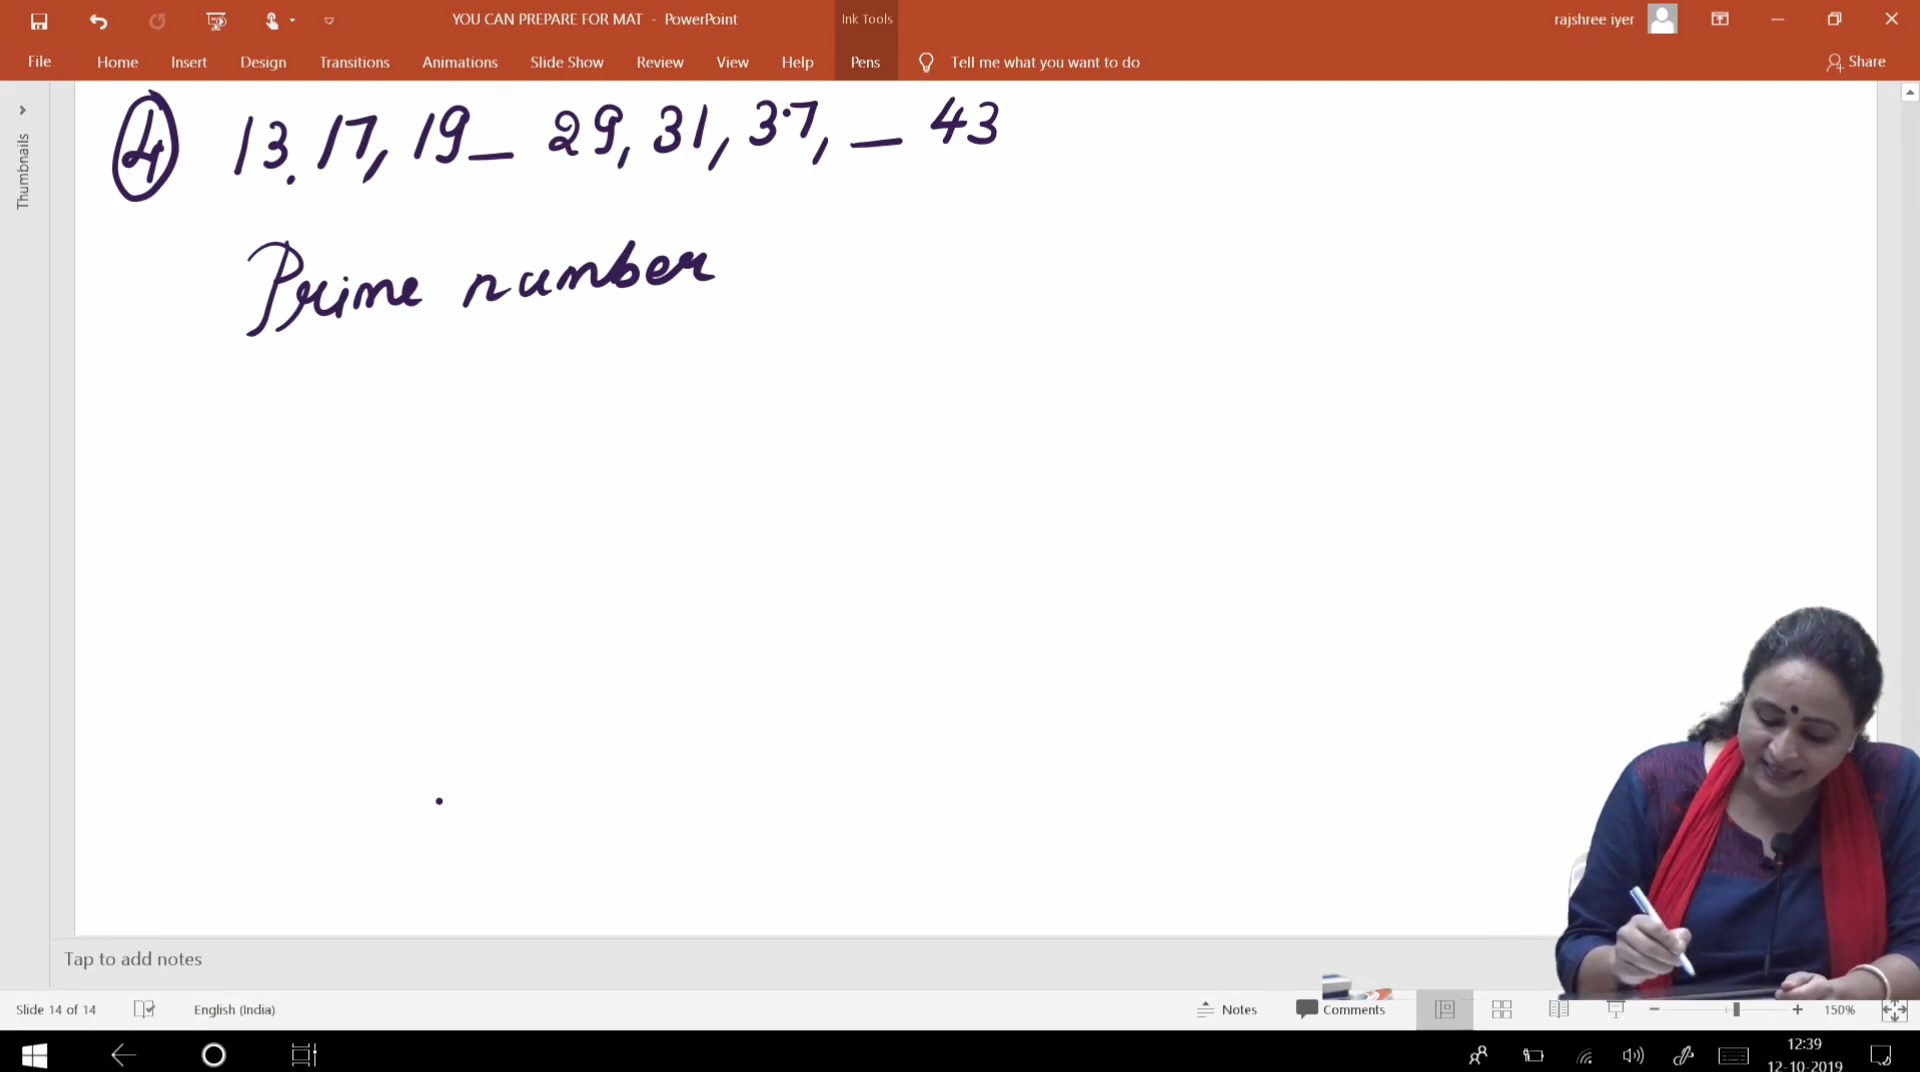 YOU CAN PREPARE FOR MAT - PowerPoint
Ink Tools
rajshree iyer
File Home Insert Design Transitions Animations Slide Show Review View Help Pens Tell me what you want to do Share
Thumbnails
4 13. 17, 19 _ 29, 31, 37, _ 43
Prime number
Tap to add notes
Slide 14 of 14 English (India) Notes Comments 150%
12:39
12-10-2019